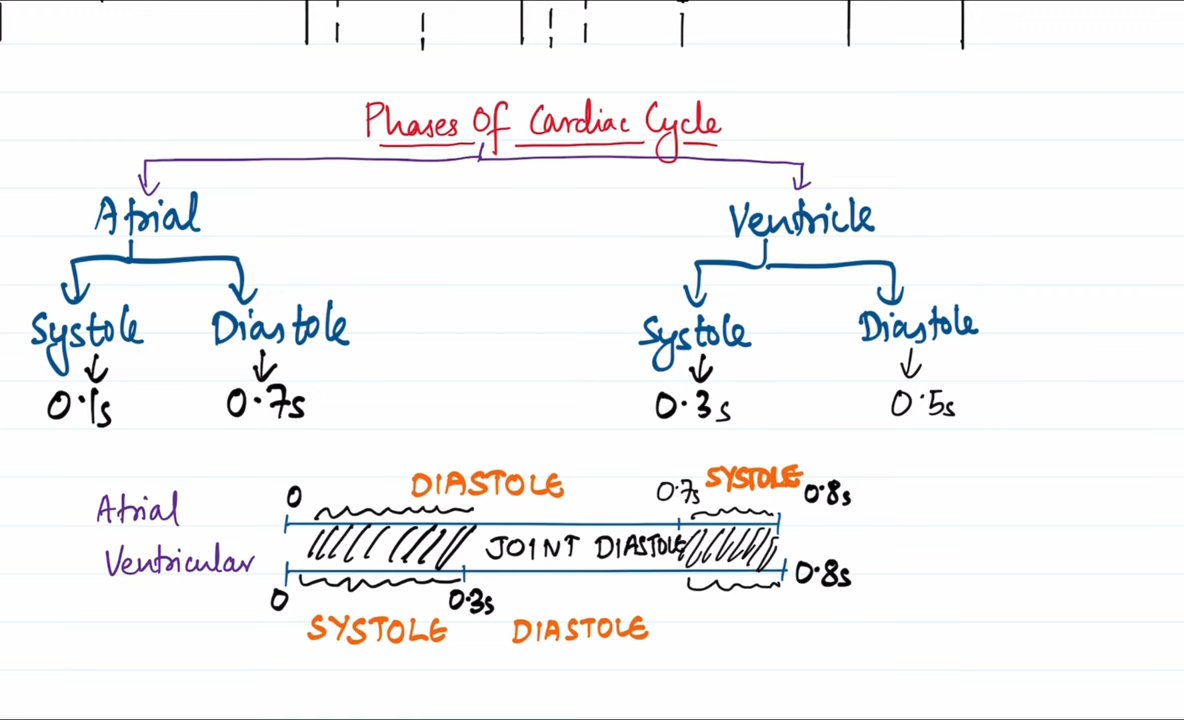 Phases Of Cardiac Cycle
Atrial Ventricle
Systole Diastole Systole Diastole
0.1s 0.7s 0.3s 0.5s
DIASTOLE SYSTOLE
0 0.7s 0.8s
Atrial
JOINT DIASTOLE
Ventricular 0.8s
0 0.3s
SYSTOLE DIASTOLE